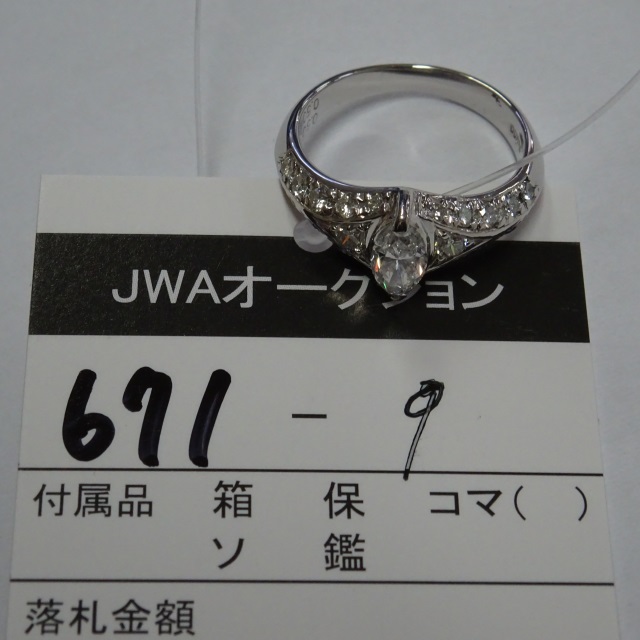 JWAオークション
671 - 9
付属品 箱 保 コマ( )
ソ 鑑
落札金額